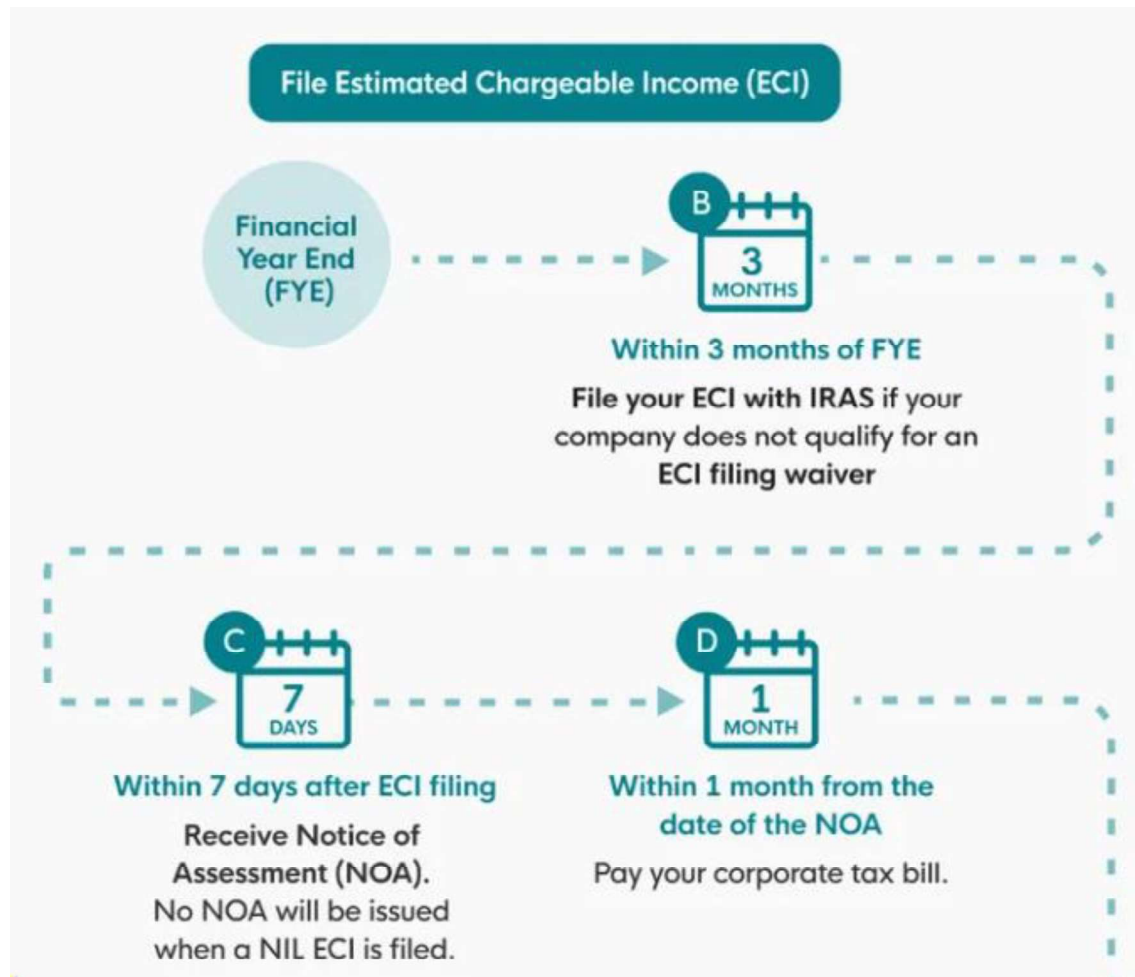 File Estimated Chargeable Income (ECI)
Financial
Year End
(FYE)
B
3
MONTHS
Within 3 months of FYE
File your ECI with IRAS if your
company does not qualify for an
ECI filing waiver
C
7
DAYS
Within 7 days after ECI filing
Receive Notice of
Assessment (NOA).
No NOA will be issued
when a NIL ECI is filed.
D
1
MONTH
Within 1 month from the
date of the NOA
Pay your corporate tax bill.